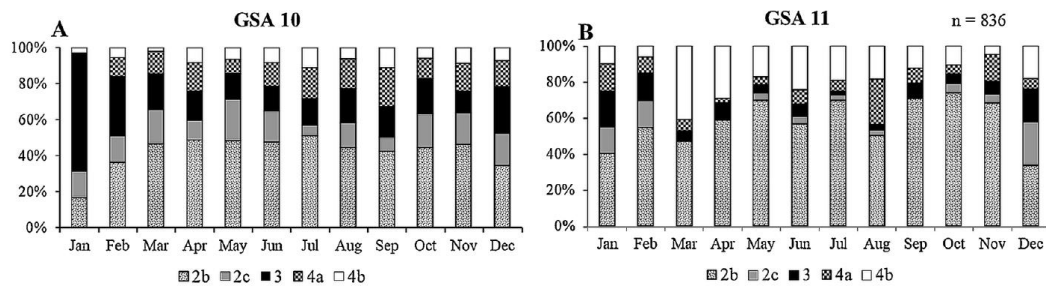 A
GSA 10
100%
80%
60%
40%
20%
0%
Jan Feb Mar Apr May Jun Jul Aug Sep Oct Nov Dec
2b 2c 3 4a 4b
B
GSA 11
n = 836
100%
80%
60%
40%
20%
0%
Jan Feb Mar Apr May Jun Jul Aug Sep Oct Nov Dec
2b 2c 3 4a 4b